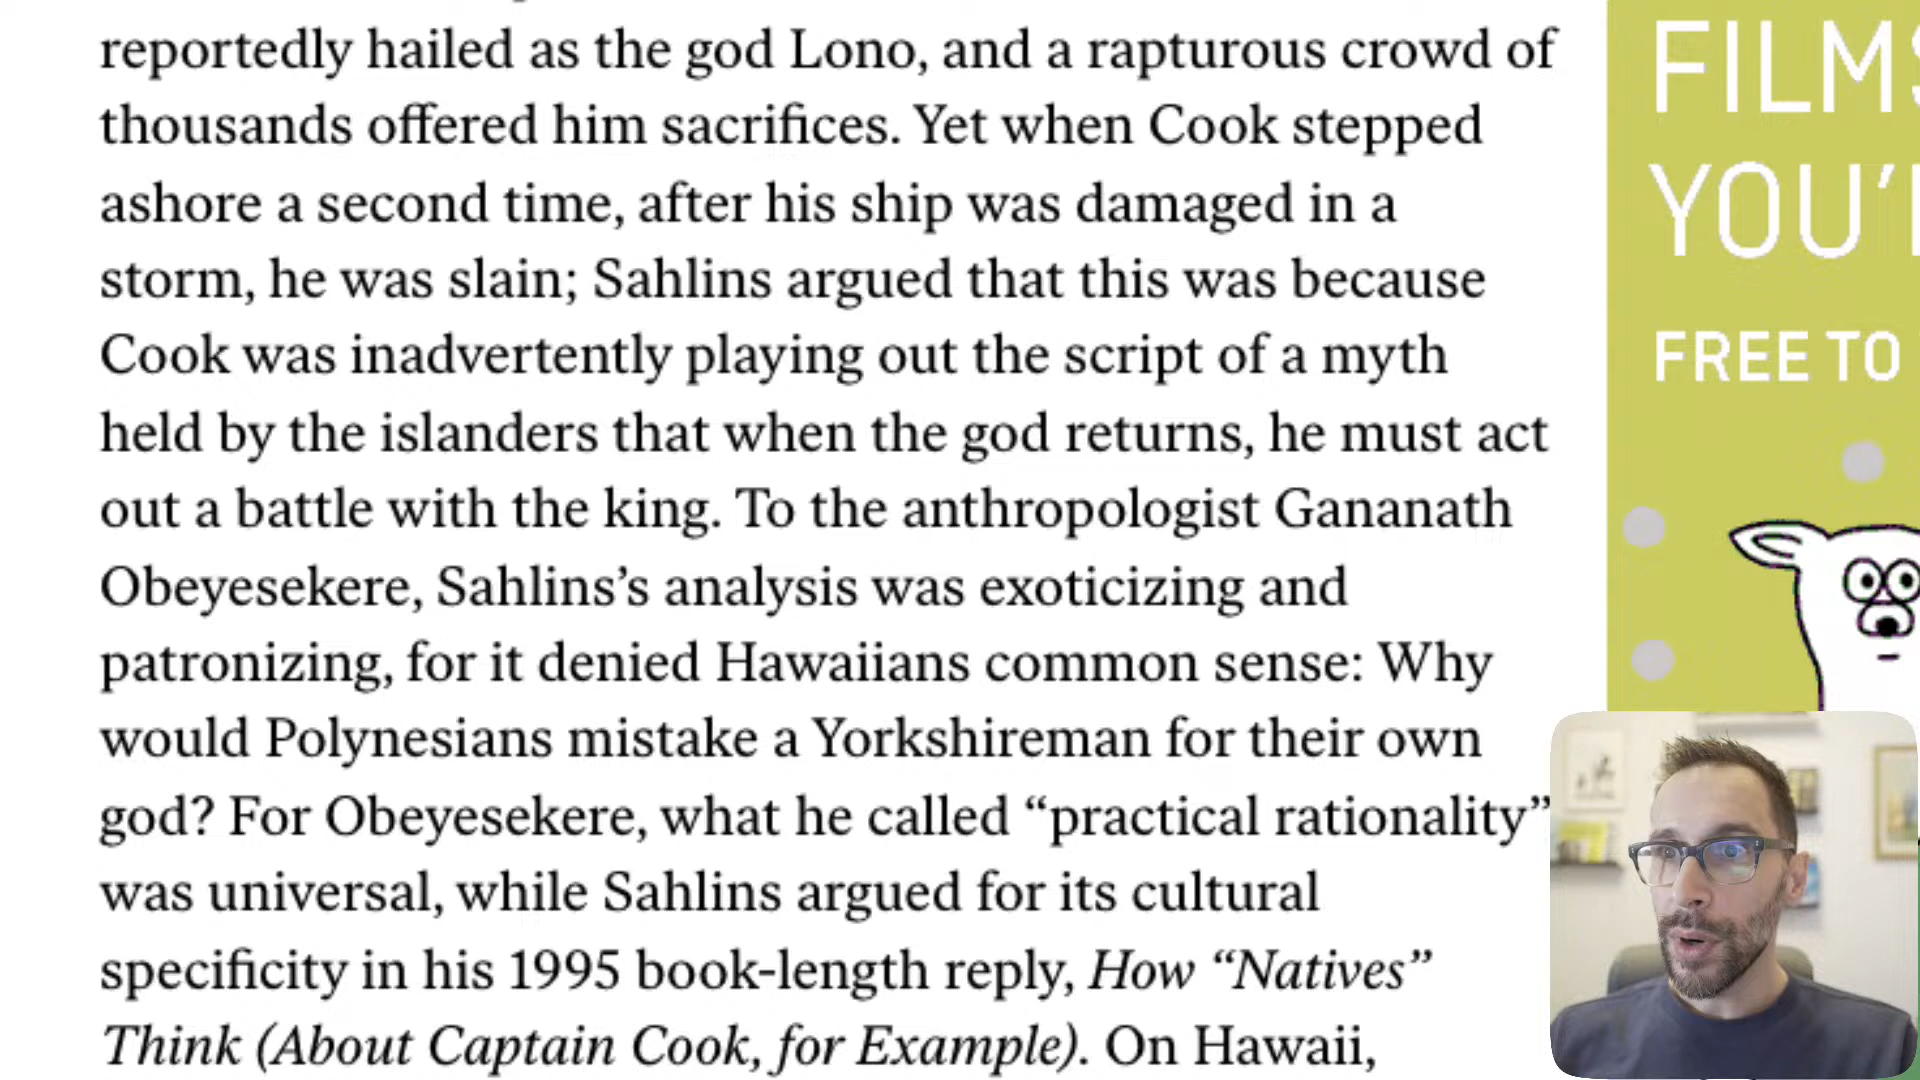 reportedly hailed as the god Lono, and a rapturous crowd of
thousands offered him sacrifices. Yet when Cook stepped
ashore a second time, after his ship was damaged in a
storm, he was slain; Sahlins argued that this was because
Cook was inadvertently playing out the script of a myth
held by the islanders that when the god returns, he must act
out a battle with the king. To the anthropologist Gananath
Obeyesekere, Sahlins’s analysis was exoticizing and
patronizing, for it denied Hawaiians common sense: Why
would Polynesians mistake a Yorkshireman for their own
god? For Obeyesekere, what he called “practical rationality”
was universal, while Sahlins argued for its cultural
specificity in his 1995 book-length reply, How “Natives”
Think (About Captain Cook, for Example). On Hawaii,
FILMS
YOU’
FREE TO